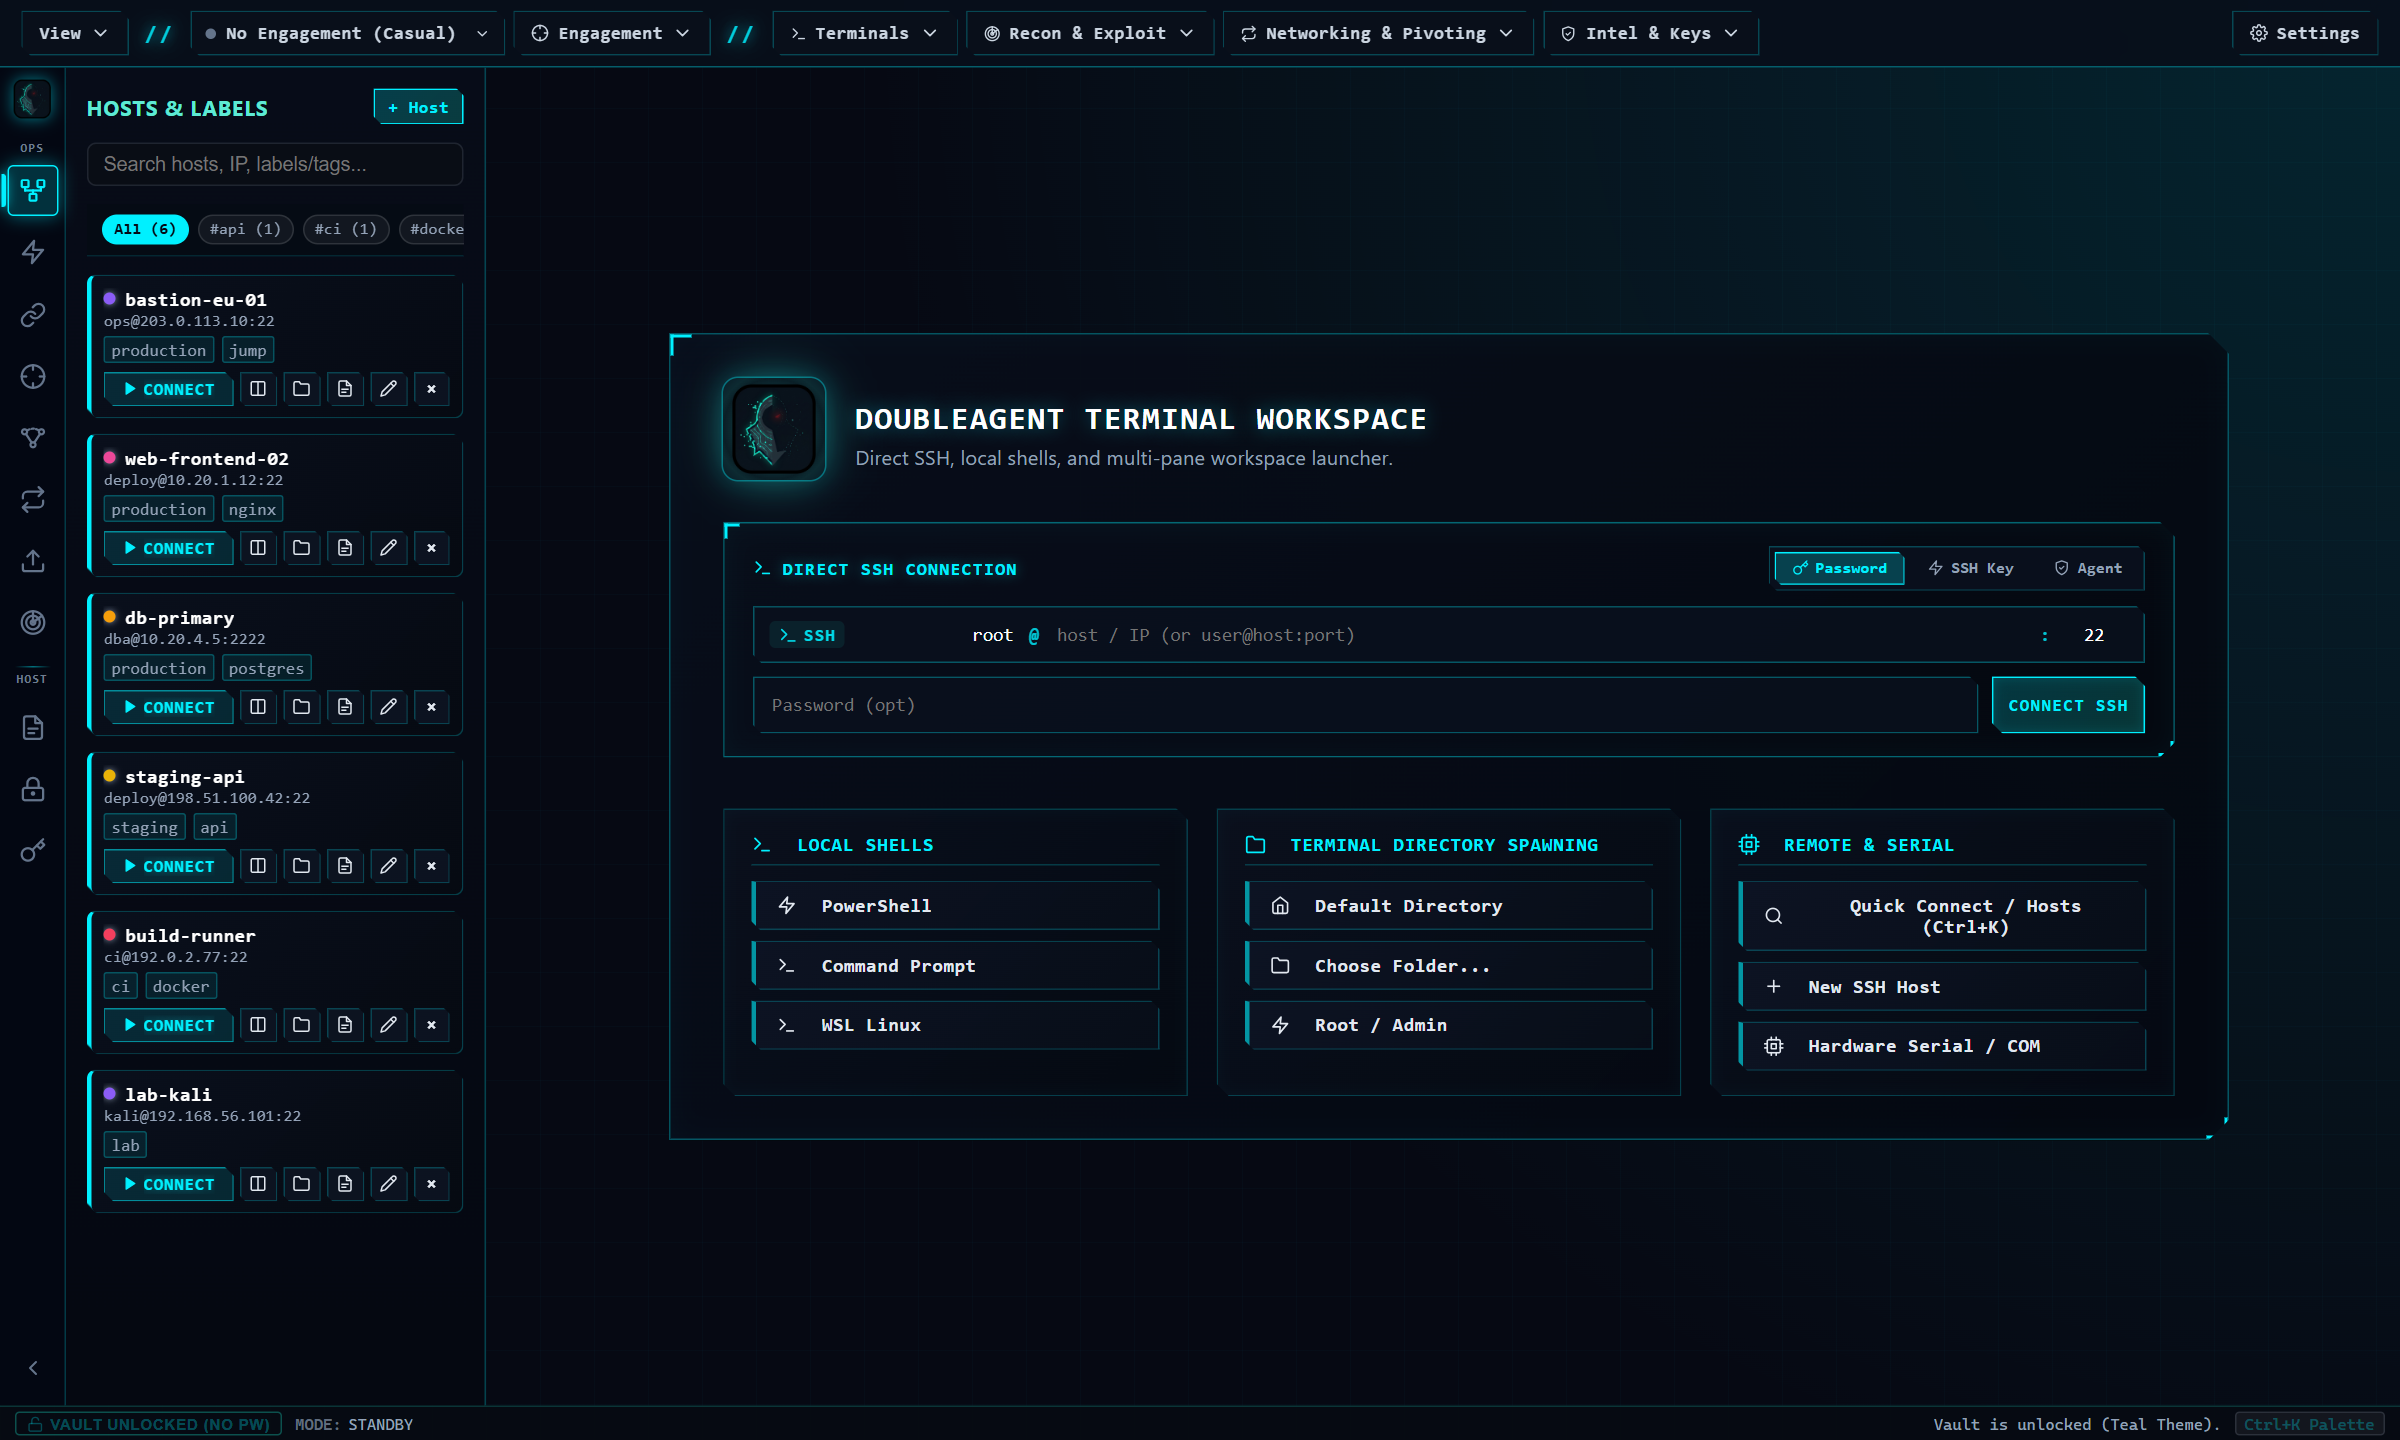 View // No Engagement (Casual) Engagement // Terminals Recon & Exploit Networking & Pivoting Intel & Keys Settings
OPS
HOST
HOSTS & LABELS + Host
Search hosts, IP, labels/tags...
All (6) #api (1) #ci (1) #docke
bastion-eu-01
ops@203.0.113.10:22
production jump
CONNECT
web-frontend-02
deploy@10.20.1.12:22
production nginx
CONNECT
db-primary
dba@10.20.4.5:2222
production postgres
CONNECT
staging-api
deploy@198.51.100.42:22
staging api
CONNECT
build-runner
ci@192.0.2.77:22
ci docker
CONNECT
lab-kali
kali@192.168.56.101:22
lab
CONNECT
DOUBLEAGENT TERMINAL WORKSPACE
Direct SSH, local shells, and multi-pane workspace launcher.
DIRECT SSH CONNECTION Password SSH Key Agent
SSH root @ host / IP (or user@host:port) : 22
Password (opt) CONNECT SSH
LOCAL SHELLS
PowerShell
Command Prompt
WSL Linux
TERMINAL DIRECTORY SPAWNING
Default Directory
Choose Folder...
Root / Admin
REMOTE & SERIAL
Quick Connect / Hosts
(Ctrl+K)
New SSH Host
Hardware Serial / COM
VAULT UNLOCKED (NO PW) MODE: STANDBY Vault is unlocked (Teal Theme). Ctrl+K Palette